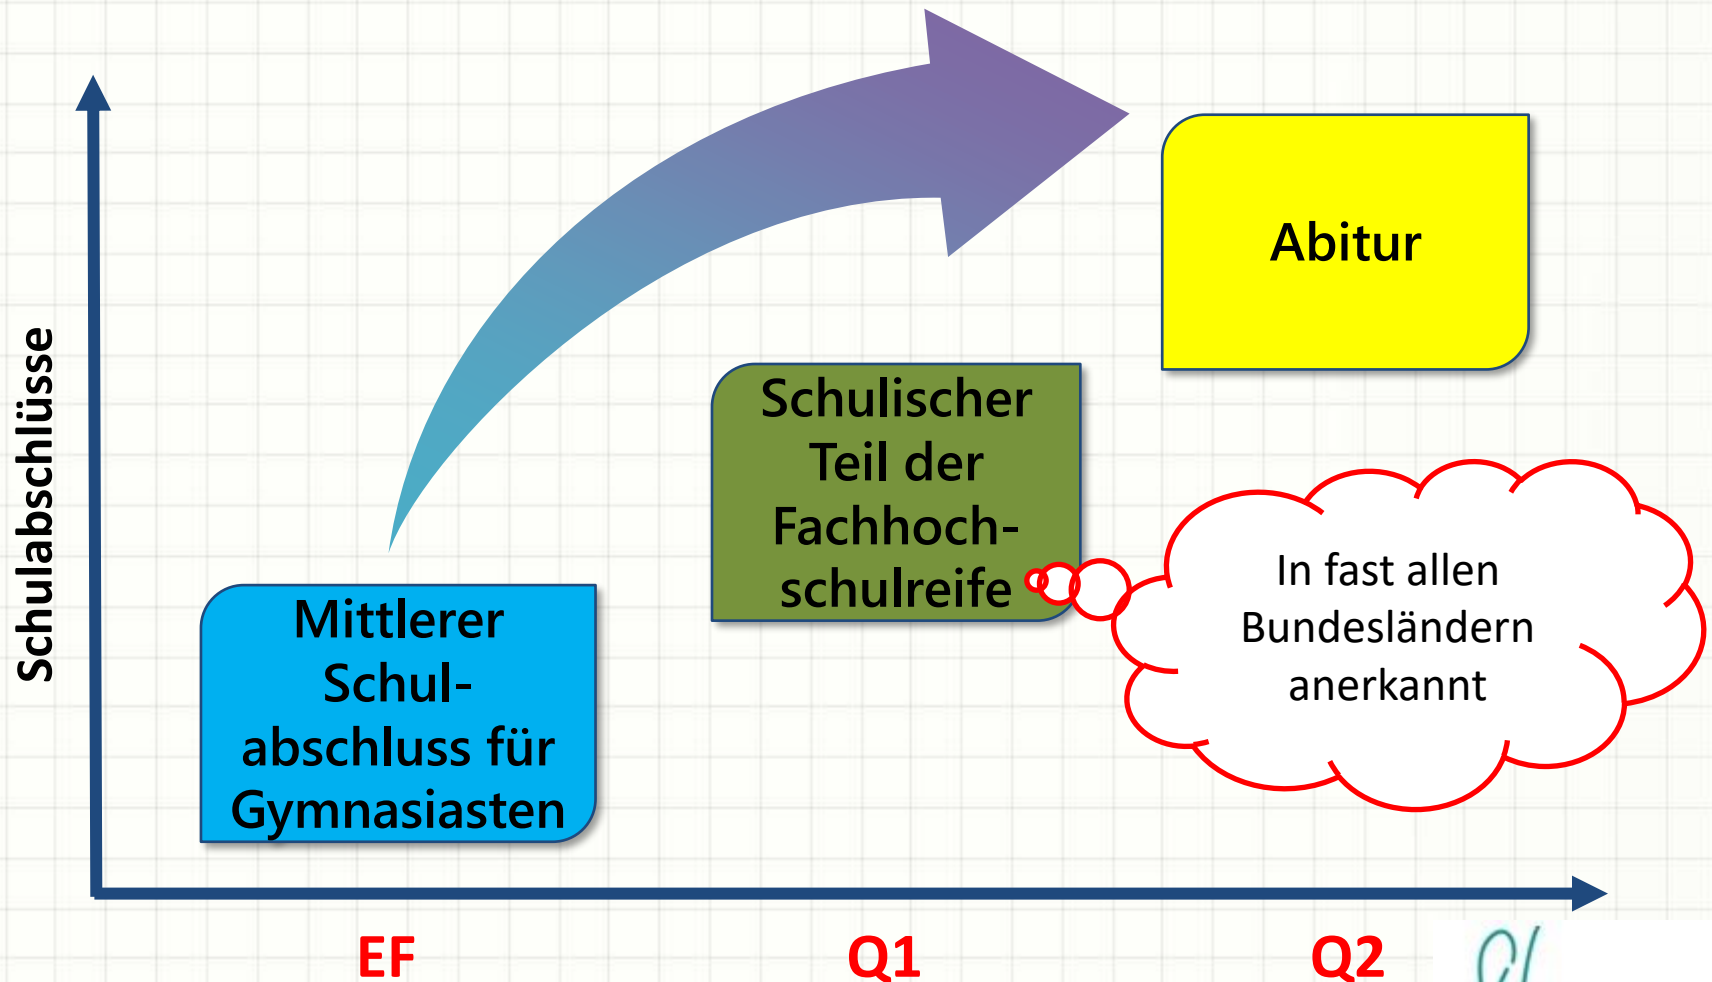 Schulabschlüsse
Abitur
Schulischer
Teil der
Fachhoch-
schulreife
In fast allen
Bundesländern
anerkannt
Mittlerer
Schul-
abschluss für
Gymnasiasten
EF
Q1
Q2